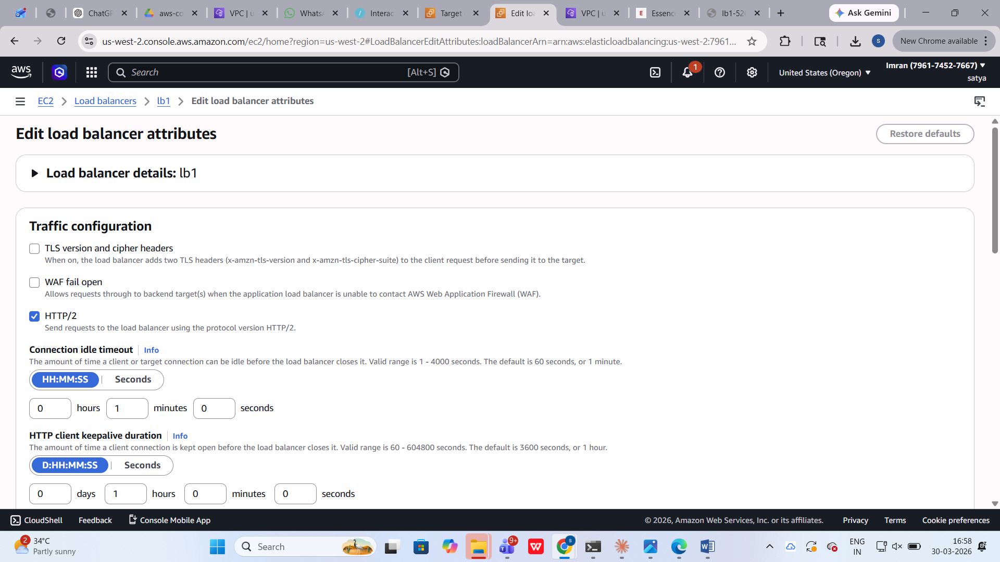 ChatGP
aws-co
VPC | u
WhatsA
Interac
Target
Edit loa
VPC | u
Essenc
lb1-520
Ask Gemini
us-west-2.console.aws.amazon.com/ec2/home?region=us-west-2#LoadBalancerEditAttributes:loadBalancerArn=arn:aws:elasticloadbalancing:us-west-2:7961...
S
New Chrome available
aws
Search
[Alt+S]
1
United States (Oregon)
Imran (7961-7452-7667)
satya
EC2
Load balancers
lb1
Edit load balancer attributes
Edit load balancer attributes
Restore defaults
Load balancer details: lb1
Traffic configuration
TLS version and cipher headers
When on, the load balancer adds two TLS headers (x-amzn-tls-version and x-amzn-tls-cipher-suite) to the client request before sending it to the target.
WAF fail open
Allows requests through to backend target(s) when the application load balancer is unable to contact AWS Web Application Firewall (WAF).
HTTP/2
Send requests to the load balancer using the protocol version HTTP/2.
Connection idle timeout Info
The amount of time a client or target connection can be idle before the load balancer closes it. Valid range is 1 - 4000 seconds. The default is 60 seconds, or 1 minute.
HH:MM:SS Seconds
0 hours 1 minutes 0 seconds
HTTP client keepalive duration Info
The amount of time a client connection is kept open before the load balancer closes it. Valid range is 60 - 604800 seconds. The default is 3600 seconds, or 1 hour.
D:HH:MM:SS Seconds
0 days 1 hours 0 minutes 0 seconds
CloudShell Feedback Console Mobile App
© 2026, Amazon Web Services, Inc. or its affiliates. Privacy Terms Cookie preferences
2
34°C
Partly sunny
Search
9+
ENG
IN
16:58
30-03-2026